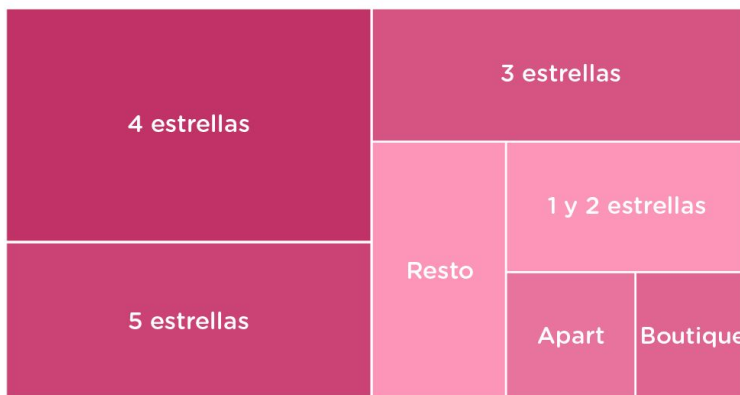 4 estrellas
3 estrellas
1 y 2 estrellas
Resto
5 estrellas
Apart
Boutique